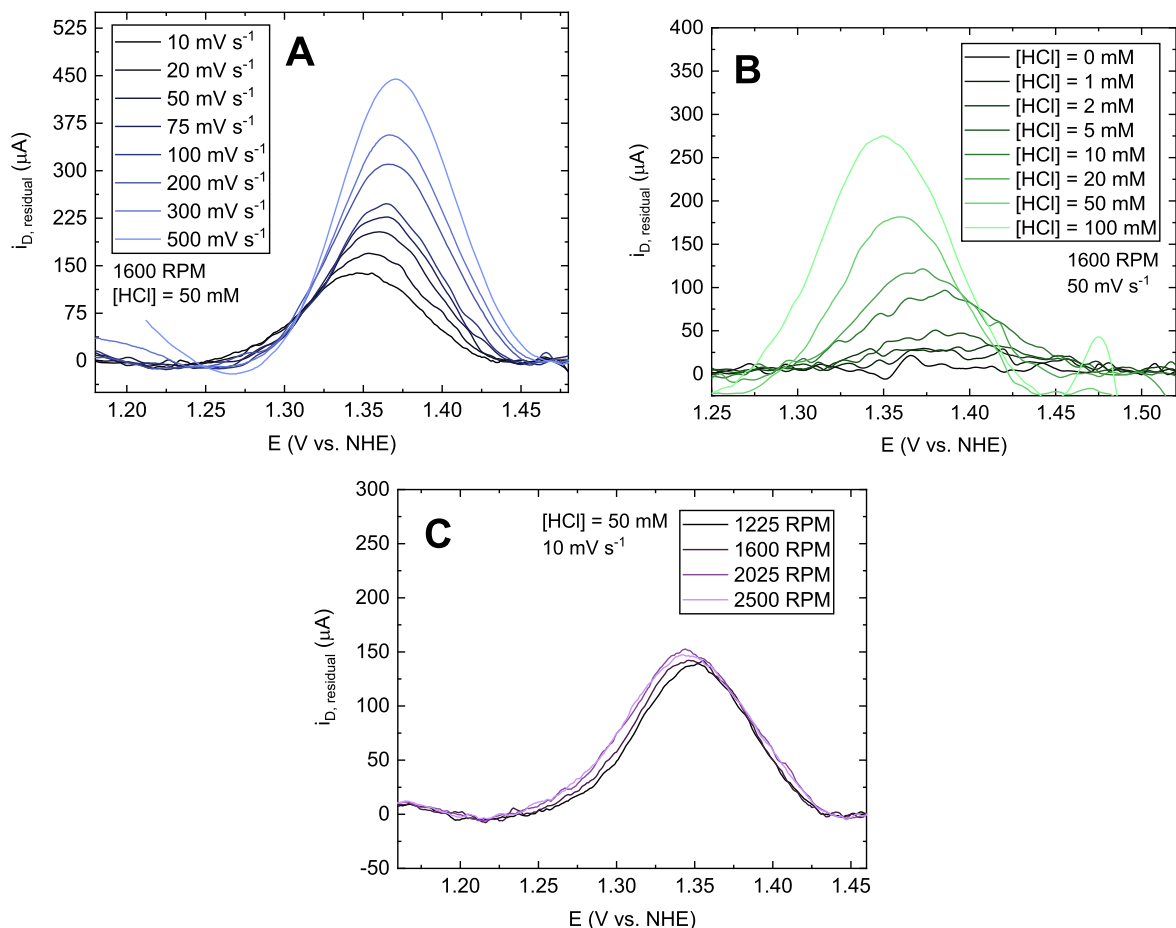 A
10 mV s⁻¹
20 mV s⁻¹
50 mV s⁻¹
75 mV s⁻¹
100 mV s⁻¹
200 mV s⁻¹
300 mV s⁻¹
500 mV s⁻¹
1600 RPM
[HCl] = 50 mM
525
450
375
300
225
150
75
0
i_D, residual (μA)
1.20 1.25 1.30 1.35 1.40 1.45
E (V vs. NHE)
B
[HCl] = 0 mM
[HCl] = 1 mM
[HCl] = 2 mM
[HCl] = 5 mM
[HCl] = 10 mM
[HCl] = 20 mM
[HCl] = 50 mM
[HCl] = 100 mM
1600 RPM
50 mV s⁻¹
400
350
300
250
200
150
100
50
0
i_D, residual (μA)
1.25 1.30 1.35 1.40 1.45 1.50
E (V vs. NHE)
C
[HCl] = 50 mM
10 mV s⁻¹
1225 RPM
1600 RPM
2025 RPM
2500 RPM
300
250
200
150
100
50
0
-50
i_D, residual (μA)
1.20 1.25 1.30 1.35 1.40 1.45
E (V vs. NHE)